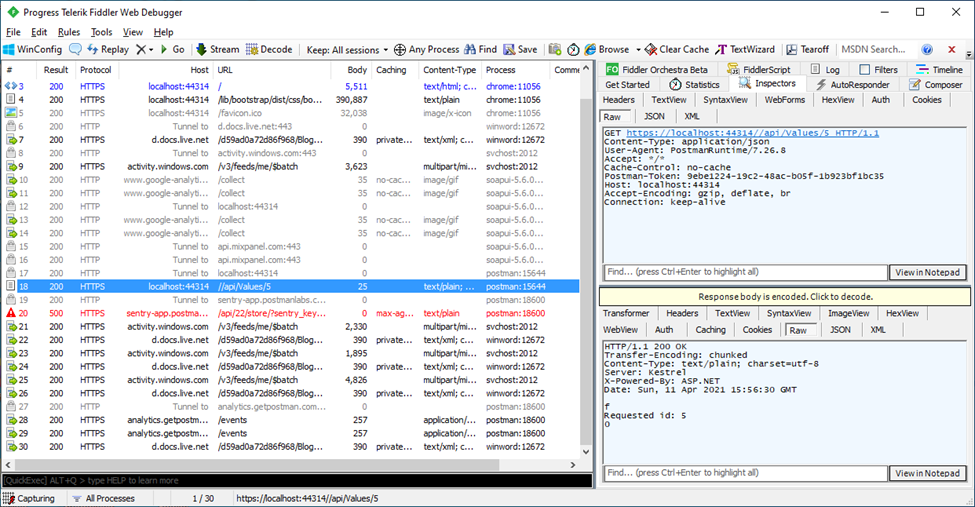 Progress Telerik Fiddler Web Debugger
File Edit Rules Tools View Help
WinConfig Replay Go Stream Decode Keep: All sessions Any Process Find Save Browse Clear Cache TextWizard Tearoff MSDN Search...
# Result Protocol Host URL Body Caching Content-Type Process Comme
3 200 HTTPS localhost:44314 / 5,511 text/html; c... chrome:11056
4 200 HTTPS localhost:44314 /lib/bootstrap/dist/css/bo... 390,887 text/plain chrome:11056
5 200 HTTPS localhost:44314 /favicon.ico 32,038 image/x-icon chrome:11056
6 200 HTTP Tunnel to d.docs.live.net:443 0 winword:12672
7 200 HTTPS d.docs.live.net /d59ad0a72d86f968/Blog... 390 private... text/xml; c... winword:12672
8 200 HTTP Tunnel to activity.windows.com:443 0 svchost:2012
9 200 HTTPS activity.windows.com /v3/feeds/me/$batch 3,623 multipart/mi... svchost:2012
10 200 HTTP www.google-analyti... /collect 35 no-cac... image/gif soapui-5.6.0...
11 200 HTTP www.google-analyti... /collect 35 no-cac... image/gif soapui-5.6.0...
12 200 HTTP Tunnel to localhost:44314 0 soapui-5.6.0...
13 200 HTTP www.google-analyti... /collect 35 no-cac... image/gif soapui-5.6.0...
14 200 HTTP www.google-analyti... /collect 35 no-cac... image/gif soapui-5.6.0...
15 200 HTTP Tunnel to api.mixpanel.com:443 0 soapui-5.6.0...
16 200 HTTP Tunnel to api.mixpanel.com:443 0 soapui-5.6.0...
17 200 HTTP Tunnel to localhost:44314 0 postman:15644
18 200 HTTPS localhost:44314 //api/Values/5 25 text/plain; ... postman:15644
19 200 HTTP Tunnel to sentry-app.postmanlabs.c... 0 postman:18600
20 500 HTTPS sentry-app.postma... /api/22/store/?sentry_key... 0 max-ag... text/plain postman:18600
21 200 HTTPS activity.windows.com /v3/feeds/me/$batch 2,330 multipart/mi... svchost:2012
22 200 HTTPS d.docs.live.net /d59ad0a72d86f968/Blog... 390 private... text/xml; c... winword:12672
23 200 HTTPS activity.windows.com /v3/feeds/me/$batch 1,895 multipart/mi... svchost:2012
24 200 HTTPS d.docs.live.net /d59ad0a72d86f968/Blog... 390 private... text/xml; c... winword:12672
25 200 HTTPS activity.windows.com /v3/feeds/me/$batch 4,826 multipart/mi... svchost:2012
26 200 HTTPS d.docs.live.net /d59ad0a72d86f968/Blog... 390 private... text/xml; c... winword:12672
27 200 HTTP Tunnel to analytics.getpostman.com... 0 postman:18600
28 200 HTTPS analytics.getpostm... /events 257 application/... postman:18600
29 200 HTTPS analytics.getpostm... /events 257 application/... postman:18600
30 200 HTTPS d.docs.live.net /d59ad0a72d86f968/Blog... 390 private... text/xml; c... winword:12672
[QuickExec] ALT+Q > type HELP to learn more
FO Fiddler Orchestra Beta FiddlerScript Log Filters Timeline
Get Started Statistics Inspectors AutoResponder Composer
Headers TextView SyntaxView WebForms HexView Auth Cookies
Raw JSON XML
GET https://localhost:44314//api/Values/5 HTTP/1.1
Content-Type: application/json
User-Agent: PostmanRuntime/7.26.8
Accept: */*
Cache-Control: no-cache
Postman-Token: 9ebe1224-19c2-48ac-b05f-1b923bf1bc35
Host: localhost:44314
Accept-Encoding: gzip, deflate, br
Connection: keep-alive
Find... (press Ctrl+Enter to highlight all) View in Notepad
Response body is encoded. Click to decode.
Transformer Headers TextView SyntaxView ImageView HexView
WebView Auth Caching Cookies Raw JSON XML
HTTP/1.1 200 OK
Transfer-Encoding: chunked
Content-Type: text/plain; charset=utf-8
Server: Kestrel
X-Powered-By: ASP.NET
Date: Sun, 11 Apr 2021 15:56:30 GMT
f
Requested id: 5
0
Find... (press Ctrl+Enter to highlight all) View in Notepad
Capturing All Processes 1 / 30 https://localhost:44314//api/Values/5